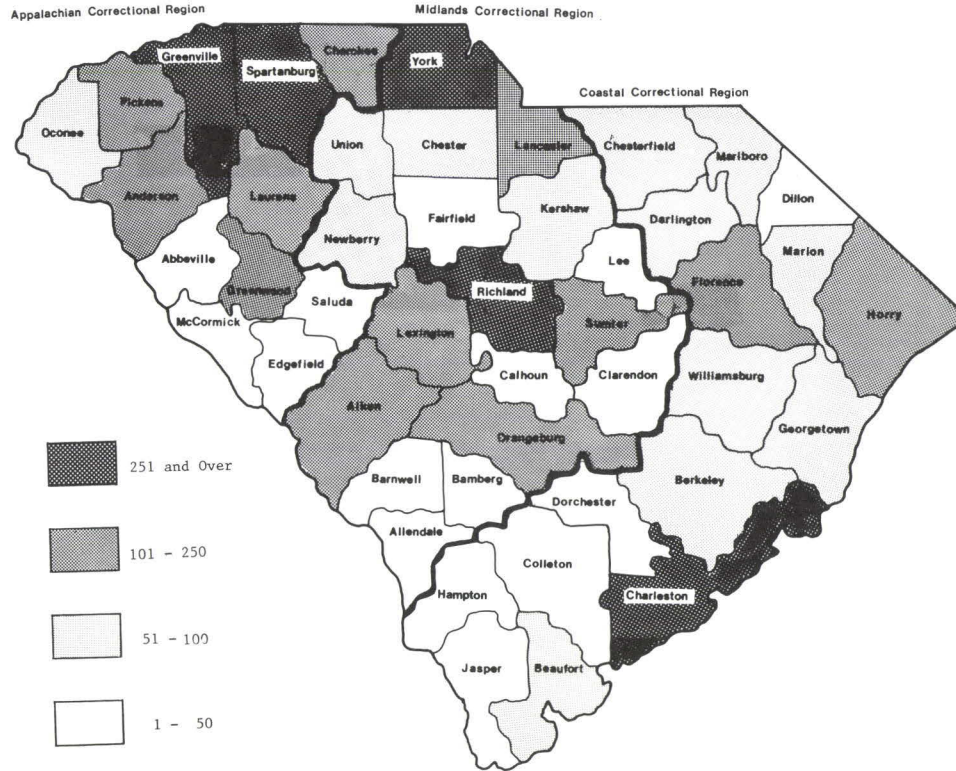 Appalachian Correctional Region
Midlands Correctional Region
Greenville
Spartanburg
Cherokee
York
Pickens
Coastal Correctional Region
Oconee
Union
Chester
Lancaster
Chesterfield
Marlboro
Anderson
Laurens
Dillon
Fairfield
Kershaw
Darlington
Newberry
Abbeville
Lee
Marion
Florence
Greenwood
Saluda
Richland
McCormick
Lexington
Sumter
Horry
Edgefield
Calhoun
Clarendon
Williamsburg
Aiken
Georgetown
Orangeburg
251 and Over
Barnwell
Bamberg
Berkeley
Dorchester
Allendale
101 - 250
Colleton
Hampton
Charleston
51 - 100
Jasper
Beaufort
1 - 50